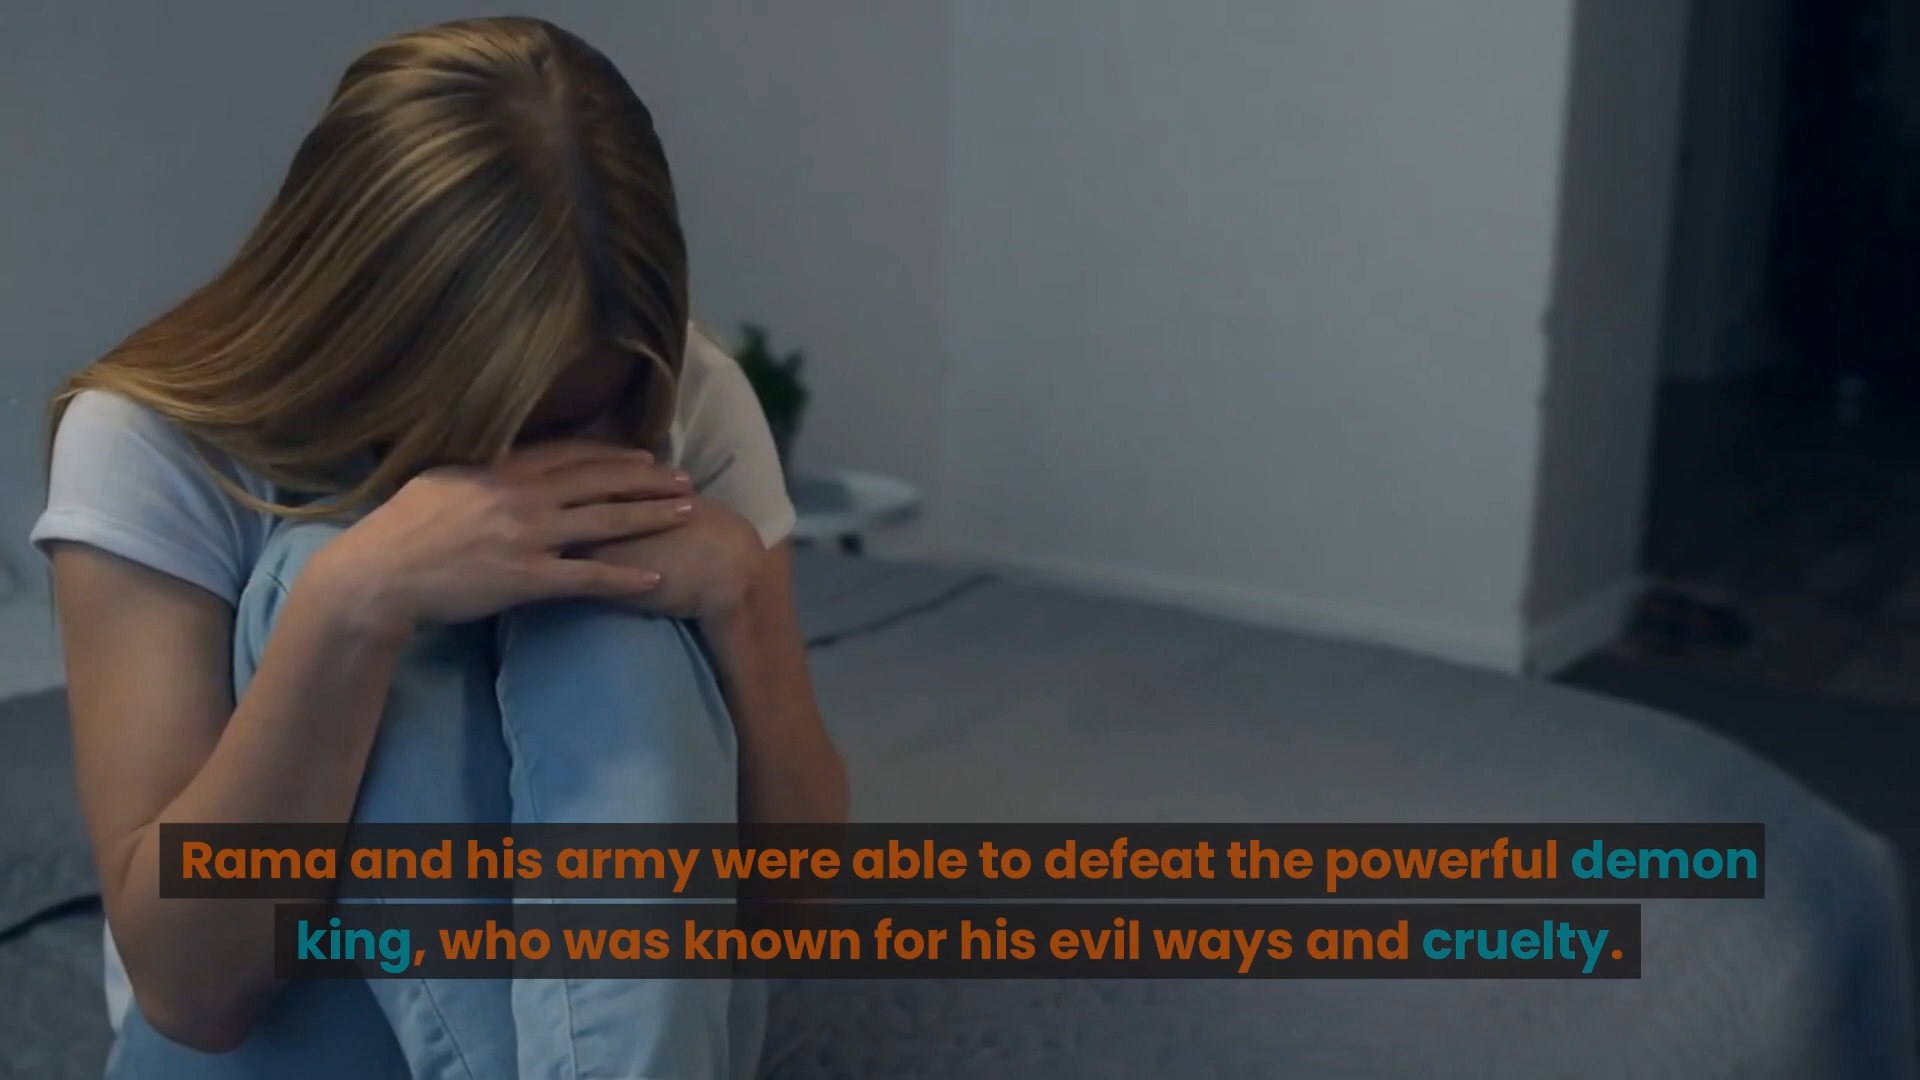 Rama and his army were able to defeat the powerful demon
king, who was known for his evil ways and cruelty.